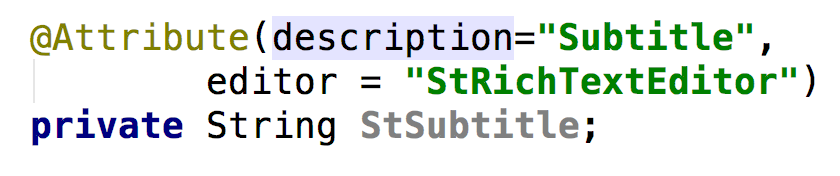 @Attribute(description="Subtitle",
editor = "StRichTextEditor")
private String StSubtitle;